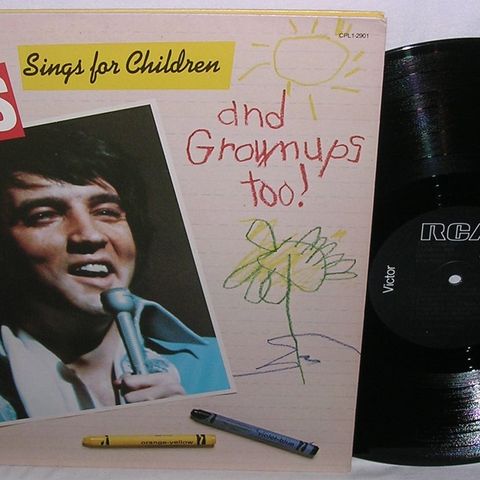 S
Sings for Children
CPL1-2901
and
Grownups
too!
RCA
Victor
orange-yellow